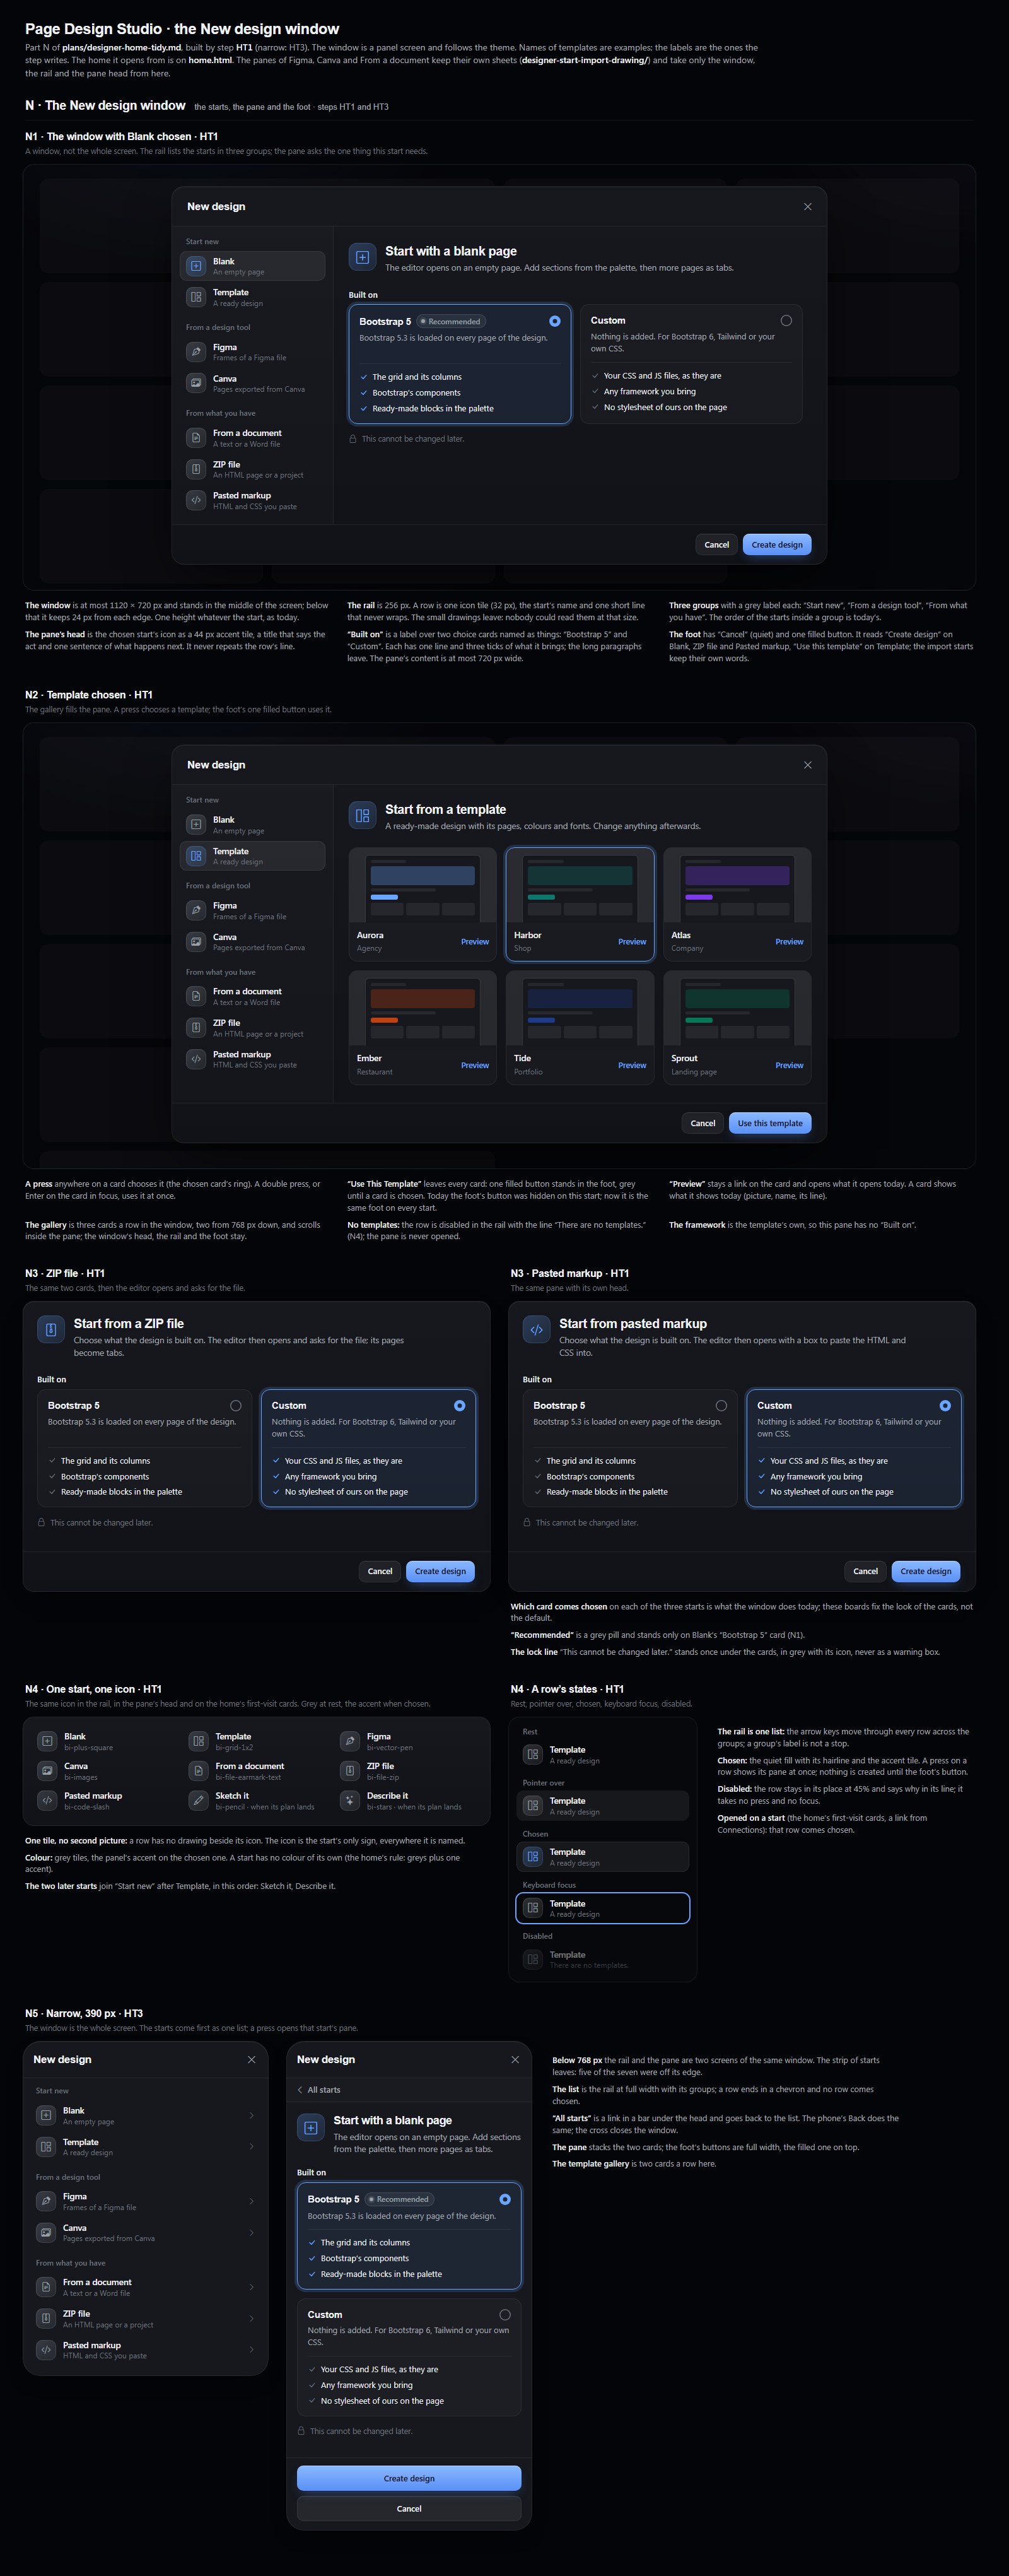 Page Design Studio · the New design window
Part N of plans/designer-home-tidy.md. built by step HT1 (narrow: HT3). The window is a panel screen and follows the theme. Names of templates are examples; the labels are the ones the
step writes. The home it opens from is on home.html. The panes of Figma, Canva and From a document keep their own sheets (designer-start-import-drawing/) and take only the window,
the rail and the pane head from here.
N · The New design window the starts, the pane and the foot · steps HT1 and HT3
N1 · The window with Blank chosen · HT1
A window, not the whole screen. The rail lists the starts in three groups; the pane asks the one thing this start needs.
New design
Start new
Blank
An empty page
Template
A ready design
From a design tool
Figma
Frames of a Figma file
Canva
Pages exported from Canva
From what you have
From a document
A text or a Word file
ZIP file
An HTML page or a project
Pasted markup
HTML and CSS you paste
Start with a blank page
The editor opens on an empty page. Add sections from the palette, then more pages as tabs.
Built on
Bootstrap 5 Recommended
Bootstrap 5.3 is loaded on every page of the design.
The grid and its columns
Bootstrap's components
Ready-made blocks in the palette
Custom
Nothing is added. For Bootstrap 6, Tailwind or your
own CSS.
Your CSS and JS files, as they are
Any framework you bring
No stylesheet of ours on the page
This cannot be changed later.
Cancel
Create design
The window is at most 1120 × 720 px and stands in the middle of the screen; below
that it keeps 24 px from each edge. One height whatever the start, as today.
The pane's head is the chosen start's icon as a 44 px accent tile, a title that says the
act and one sentence of what happens next. It never repeats the row's line.
The rail is 256 px. A row is one icon tile (32 px), the start's name and one short line
that never wraps. The small drawings leave: nobody could read them at that size.
"Built on" is a label over two choice cards named as things: "Bootstrap 5" and
"Custom". Each has one line and three ticks of what it brings; the long paragraphs
leave. The pane's content is at most 720 px wide.
Three groups with a grey label each: "Start new", "From a design tool", "From what
you have". The order of the starts inside a group is today's.
The foot has "Cancel" (quiet) and one filled button. It reads "Create design" on
Blank, ZIP file and Pasted markup, "Use this template" on Template; the import starts
keep their own words.
N2 · Template chosen · HT1
The gallery fills the pane. A press chooses a template; the foot's one filled button uses it.
New design
Start new
Blank
An empty page
Template
A ready design
From a design tool
Figma
Frames of a Figma file
Canva
Pages exported from Canva
From what you have
From a document
A text or a Word file
ZIP file
An HTML page or a project
Pasted markup
HTML and CSS you paste
Start from a template
A ready-made design with its pages, colours and fonts. Change anything afterwards.
Aurora
Agency
Preview
Harbor
Shop
Preview
Atlas
Company
Preview
Ember
Restaurant
Preview
Tide
Portfolio
Preview
Sprout
Landing page
Preview
Cancel
Use this template
A press anywhere on a card chooses it (the chosen card's ring). A double press, or
Enter on the card in focus, uses it at once.
"Use This Template" leaves every card: one filled button stands in the foot, grey
until a card is chosen. Today the foot's button was hidden on this start; now it is the
same foot on every start.
"Preview" stays a link on the card and opens what it opens today. A card shows
what it shows today (picture, name, its line).
The gallery is three cards a row in the window, two from 768 px down, and scrolls
inside the pane; the window's head, the rail and the foot stay.
No templates: the row is disabled in the rail with the line "There are no templates."
(N4); the pane is never opened.
The framework is the template's own, so this pane has no "Built on".
N3 · ZIP file · HT1
The same two cards, then the editor opens and asks for the file.
Start from a ZIP file
Choose what the design is built on. The editor then opens and asks for the file; its pages
become tabs.
Built on
Bootstrap 5
Bootstrap 5.3 is loaded on every page of the design.
The grid and its columns
Bootstrap's components
Ready-made blocks in the palette
Custom
Nothing is added. For Bootstrap 6, Tailwind or your
own CSS.
Your CSS and JS files, as they are
Any framework you bring
No stylesheet of ours on the page
This cannot be changed later.
Cancel
Create design
N3 · Pasted markup · HT1
The same pane with its own head.
Start from pasted markup
Choose what the design is built on. The editor then opens with a box to paste the HTML and
CSS into.
Built on
Bootstrap 5
Bootstrap 5.3 is loaded on every page of the design.
The grid and its columns
Bootstrap's components
Ready-made blocks in the palette
Custom
Nothing is added. For Bootstrap 6, Tailwind or your
own CSS.
Your CSS and JS files, as they are
Any framework you bring
No stylesheet of ours on the page
This cannot be changed later.
Cancel
Create design
Which card comes chosen on each of the three starts is what the window does today; these boards fix the look of the cards, not
the default.
"Recommended" is a grey pill and stands only on Blank's "Bootstrap 5" card (N1).
The lock line "This cannot be changed later." stands once under the cards, in grey with its icon, never as a warning box.
N4 · One start, one icon · HT1
The same icon in the rail, in the pane's head and on the home's first-visit cards. Grey at rest, the accent when chosen.
Blank
bi-plus-square
Template
bi-grid-1x2
Figma
bi-vector-pen
Canva
bi-images
From a document
bi-file-earmark-text
ZIP file
bi-file-zip
Pasted markup
bi-code-slash
Sketch it
bi-pencil · when its plan lands
Describe it
bi-stars · when its plan lands
One tile, no second picture: a row has no drawing beside its icon. The icon is the start's only sign, everywhere it is named.
Colour: grey tiles, the panel's accent on the chosen one. A start has no colour of its own (the home's rule: greys plus one
accent).
The two later starts join "Start new" after Template, in this order: Sketch it, Describe it.
N4 · A row's states · HT1
Rest, pointer over, chosen, keyboard focus, disabled.
Rest
Template
A ready design
Pointer over
Template
A ready design
Chosen
Template
A ready design
Keyboard focus
Template
A ready design
Disabled
Template
There are no templates.
The rail is one list: the arrow keys move through every row across the
groups; a group's label is not a stop.
Chosen: the quiet fill with its hairline and the accent tile. A press on a
row shows its pane at once; nothing is created until the foot's button.
Disabled: the row stays in its place at 45% and says why in its line; it
takes no press and no focus.
Opened on a start (the home's first-visit cards, a link from
Connections): that row comes chosen.
N5 · Narrow, 390 px · HT3
The window is the whole screen. The starts come first as one list; a press opens that start's pane.
New design
Start new
Blank
An empty page
Template
A ready design
From a design tool
Figma
Frames of a Figma file
Canva
Pages exported from Canva
From what you have
From a document
A text or a Word file
ZIP file
An HTML page or a project
Pasted markup
HTML and CSS you paste
New design
All starts
Start with a blank page
The editor opens on an empty page. Add sections
from the palette, then more pages as tabs.
Built on
Bootstrap 5 Recommended
Bootstrap 5.3 is loaded on every page of the design.
The grid and its columns
Bootstrap's components
Ready-made blocks in the palette
Custom
Nothing is added. For Bootstrap 6, Tailwind or your own
CSS.
Your CSS and JS files, as they are
Any framework you bring
No stylesheet of ours on the page
This cannot be changed later.
Create design
Cancel
Below 768 px the rail and the pane are two screens of the same window. The strip of starts
leaves: five of the seven were off its edge.
The list is the rail at full width with its groups; a row ends in a chevron and no row comes
chosen.
"All starts" is a link in a bar under the head and goes back to the list. The phone's Back does the
same; the cross closes the window.
The pane stacks the two cards; the foot's buttons are full width, the filled one on top.
The template gallery is two cards a row here.